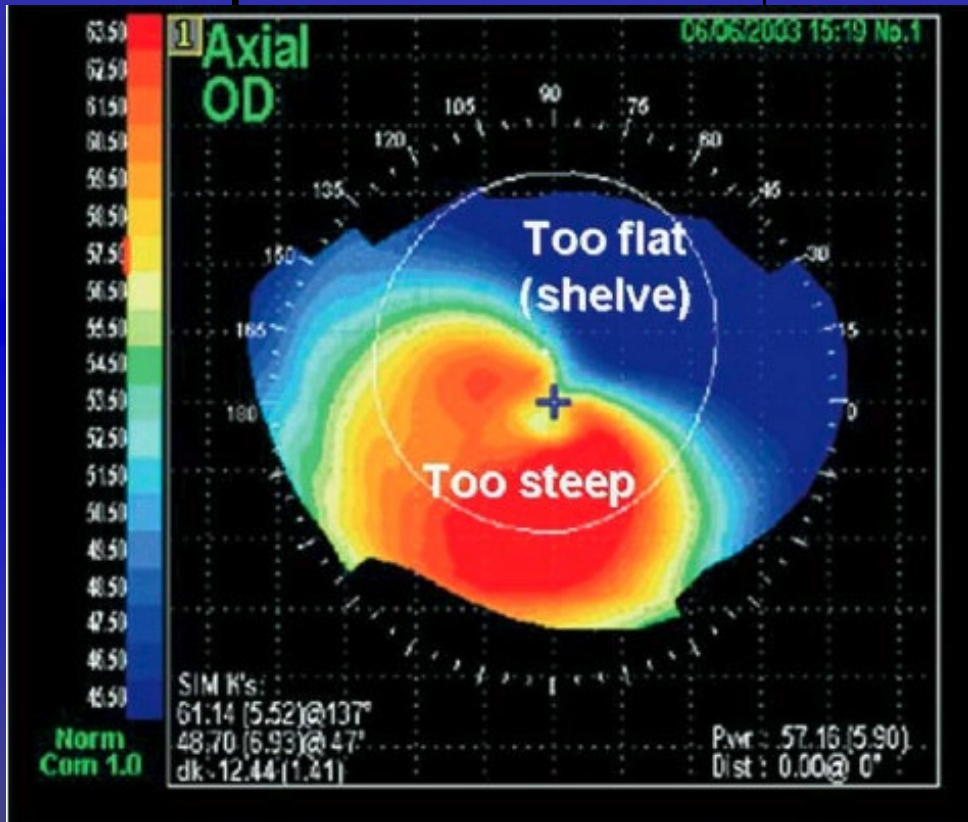 1 Axial
OD
06/06/2003 15:19 No.1
63.50
62.50
61.50
60.50
59.50
58.50
57.50
56.50
55.50
54.50
53.50
52.50
51.50
50.50
49.50
48.50
47.50
46.50
45.50
Norm
Com 1.0
105
90
75
120
60
135
45
150
30
165
15
180
0
Too flat
(shelve)
Too steep
SIM K's:
61.14 (5.52)@137°
48.70 (6.93)@ 47°
dk 12.44 (1.41)
Pwr : 57.16 (5.90)
Dist : 0.00@ 0°